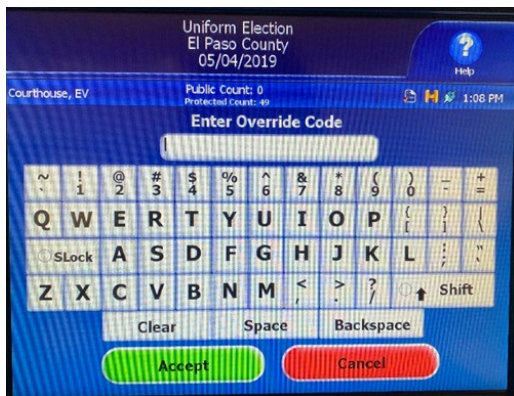 Uniform Election
El Paso County
05/04/2019
Help
Courthouse, EV
Public Count: 0
Protected Count: 49
1:08 PM
Enter Override Code
~ ! @ # $ % ^ & * ( ) _ +
` 1 2 3 4 5 6 7 8 9 0 - =
Q W E R T Y U I O P { } |
[ ] \
SLock A S D F G H J K L : "
; '
Z X C V B N M < > ? Shift
, . /
Clear Space Backspace
Accept Cancel